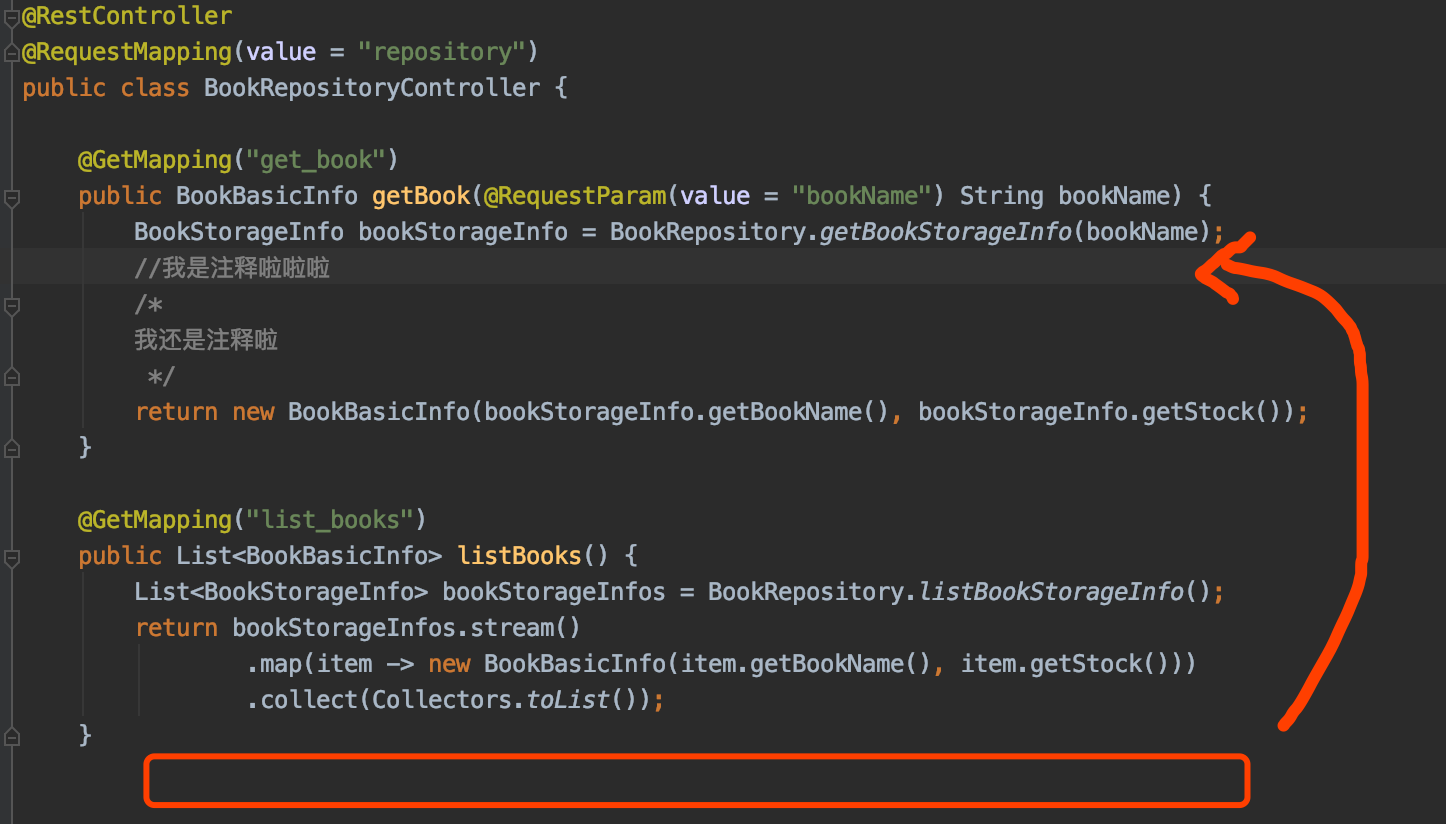 @RestController
@RequestMapping(value = "repository")
public class BookRepositoryController {
@GetMapping("get_book")
public BookBasicInfo getBook(@RequestParam(value = "bookName") String bookName) {
BookStorageInfo bookStorageInfo = BookRepository.getBookStorageInfo(bookName);
//我是注释啦啦啦
/*
我还是注释啦
*/
return new BookBasicInfo(bookStorageInfo.getBookName(), bookStorageInfo.getStock());
}
@GetMapping("list_books")
public List<BookBasicInfo> listBooks() {
List<BookStorageInfo> bookStorageInfos = BookRepository.listBookStorageInfo();
return bookStorageInfos.stream()
.map(item -> new BookBasicInfo(item.getBookName(), item.getStock()))
.collect(Collectors.toList());
}